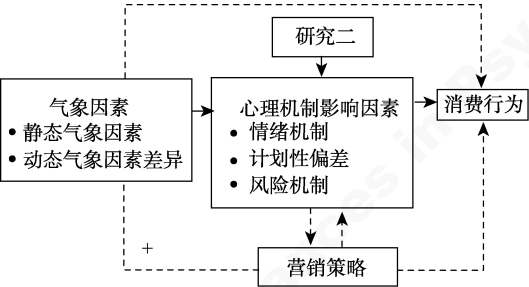 研究二
气象因素
• 静态气象因素
• 动态气象因素差异
心理机制影响因素
• 情绪机制
• 计划性偏差
• 风险机制
消费行为
+
营销策略